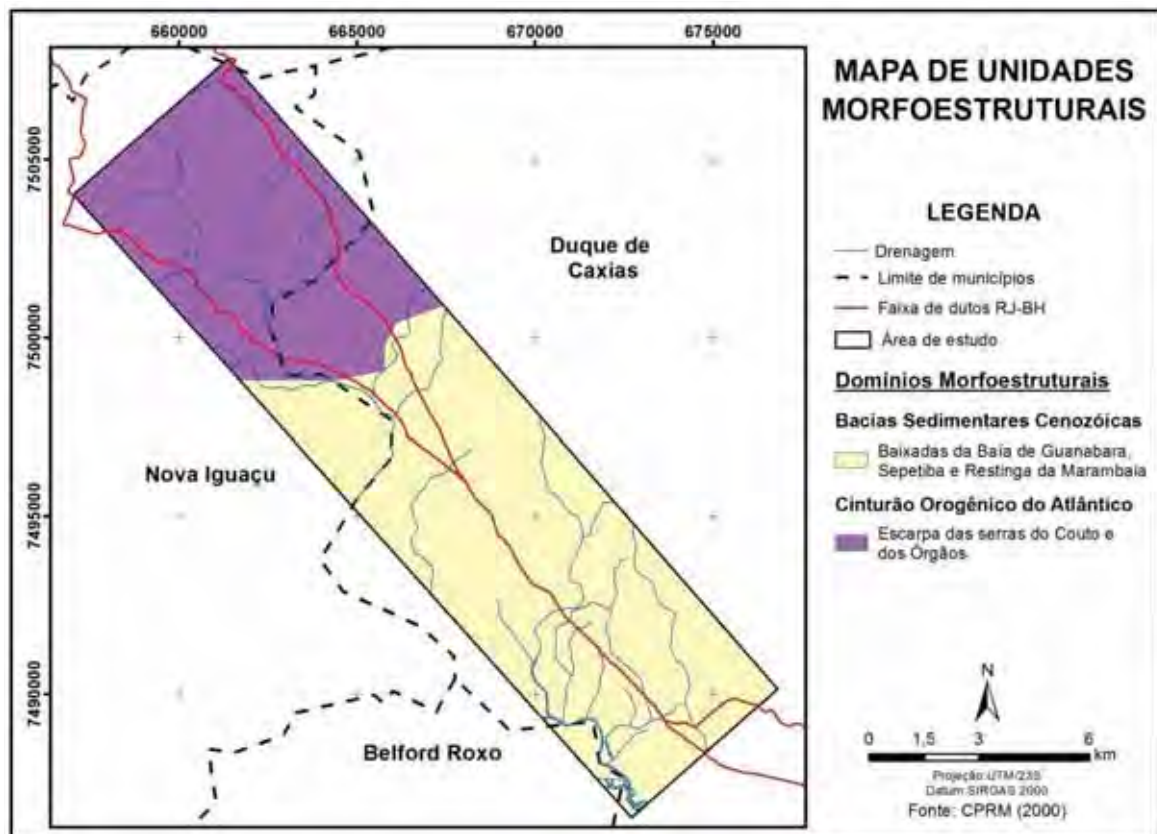 660000
665000
670000
675000
7505000
7500000
7495000
7490000
Duque de
Caxias
Nova Iguaçu
Belford Roxo
MAPA DE UNIDADES
MORFOESTRUTURAIS
LEGENDA
Drenagem
Limite de municípios
Faixa de dutos RJ-BH
Área de estudo
Domínios Morfoestruturais
Bacias Sedimentares Cenozóicas
Baixadas da Baía de Guanabara,
Sepetiba e Restinga da Marambaia
Cinturão Orogênico do Atlântico
Escarpa das serras do Couto e
dos Órgãos
N
0 1,5 3 6
km
Projeção:UTM/23S
Datum:SIRGAS 2000
Fonte: CPRM (2000)